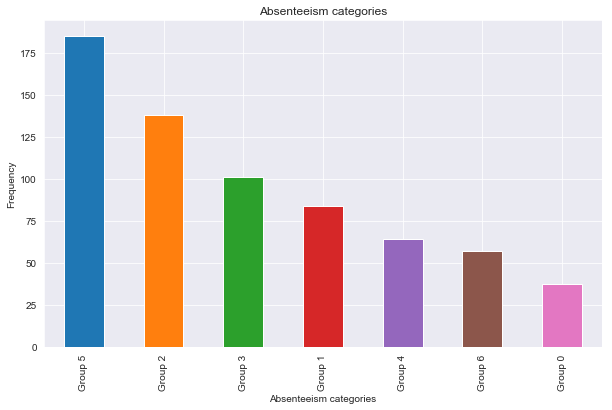 Absenteeism categories
Frequency
175
150
125
100
75
50
25
0
Group 5
Group 2
Group 3
Group 1
Group 4
Group 6
Group 0
Absenteeism categories